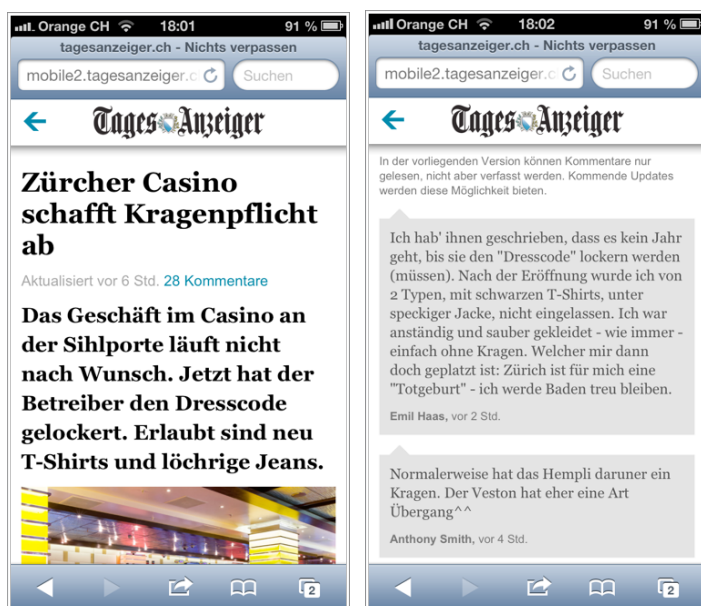 Orange CH 18:01 91 %
tagesanzeiger.ch - Nichts verpassen
mobile2.tagesanzeiger.c Suchen
Tages Anzeiger
Zürcher Casino
schafft Kragenpflicht
ab
Aktualisiert vor 6 Std. 28 Kommentare
Das Geschäft im Casino an
der Sihlporte läuft nicht
nach Wunsch. Jetzt hat der
Betreiber den Dresscode
gelockert. Erlaubt sind neu
T-Shirts und löchrige Jeans.
2
Orange CH 18:02 91 %
tagesanzeiger.ch - Nichts verpassen
mobile2.tagesanzeiger.c Suchen
Tages Anzeiger
In der vorliegenden Version können Kommentare nur
gelesen, nicht aber verfasst werden. Kommende Updates
werden diese Möglichkeit bieten.
Ich hab' ihnen geschrieben, dass es kein Jahr
geht, bis sie den "Dresscode" lockern werden
(müssen). Nach der Eröffnung wurde ich von
2 Typen, mit schwarzen T-Shirts, unter
speckiger Jacke, nicht eingelassen. Ich war
anständig und sauber gekleidet - wie immer -
einfach ohne Kragen. Welcher mir dann
doch geplatzt ist: Zürich ist für mich eine
"Totgeburt" - ich werde Baden treu bleiben.
Emil Haas, vor 2 Std.
Normalerweise hat das Hempli daruner ein
Kragen. Der Veston hat eher eine Art
Übergang^^
Anthony Smith, vor 4 Std.
2